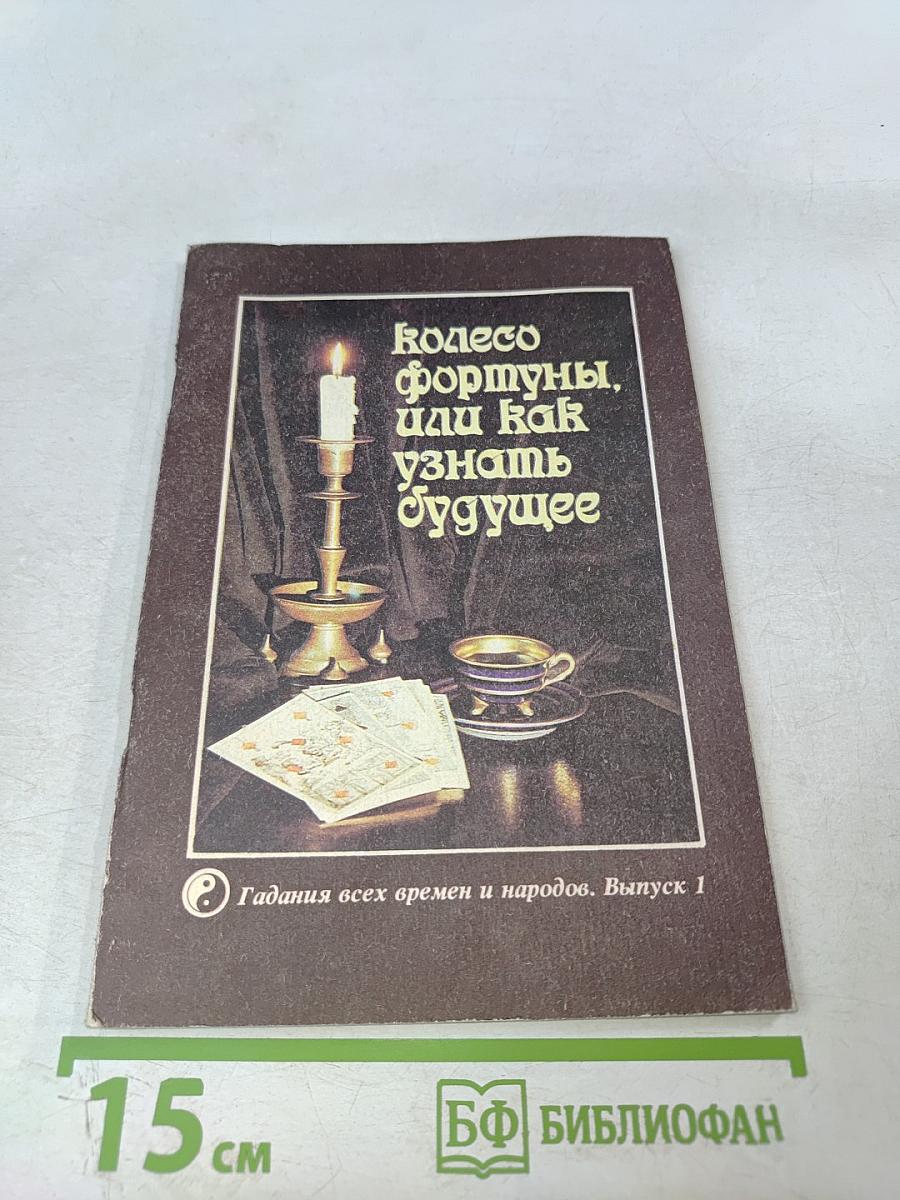 колесо
фортуны,
или как
узнать
будущее
Гадания всех времен и народов. Выпуск 1
15 см
БФ БИБЛИОФАН